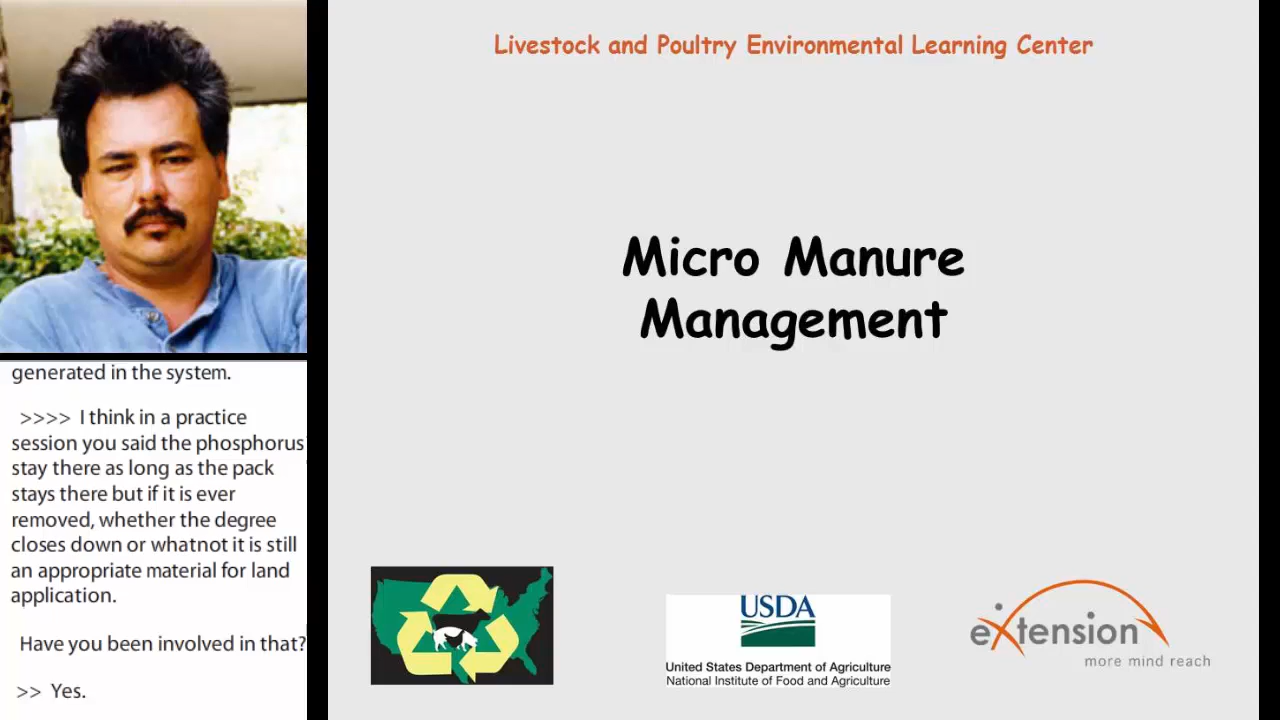 generated in the system.
>>>> I think in a practice
session you said the phosphorus
stay there as long as the pack
stays there but if it is ever
removed, whether the degree
closes down or whatnot it is still
an appropriate material for land
application.
Have you been involved in that?
>> Yes.
Livestock and Poultry Environmental Learning Center
Micro Manure
Management
USDA
United States Department of Agriculture
National Institute of Food and Agriculture
eXtension
more mind reach